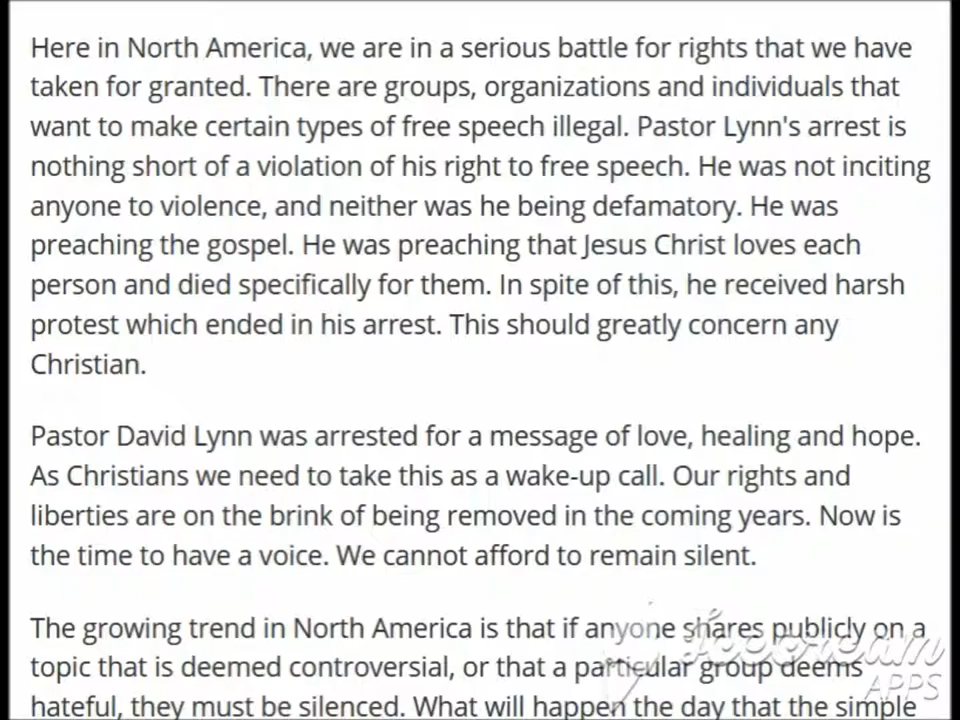 Here in North America, we are in a serious battle for rights that we have
taken for granted. There are groups, organizations and individuals that
want to make certain types of free speech illegal. Pastor Lynn's arrest is
nothing short of a violation of his right to free speech. He was not inciting
anyone to violence, and neither was he being defamatory. He was
preaching the gospel. He was preaching that Jesus Christ loves each
person and died specifically for them. In spite of this, he received harsh
protest which ended in his arrest. This should greatly concern any
Christian.
Pastor David Lynn was arrested for a message of love, healing and hope.
As Christians we need to take this as a wake-up call. Our rights and
liberties are on the brink of being removed in the coming years. Now is
the time to have a voice. We cannot afford to remain silent.
The growing trend in North America is that if anyone shares publicly on a
topic that is deemed controversial, or that a particular group deems
hateful, they must be silenced. What will happen the day that the simple
Icecream
APPS